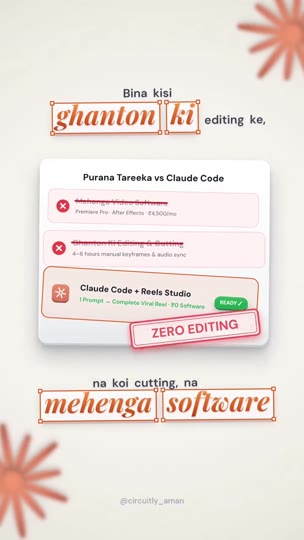 Bina kisi
ghanton ki editing ke,
Purana Tareeka vs Claude Code
Mehenga Video Software
Premiere Pro · After Effects · ₹4,500/mo
Ghanton Ki Editing & Cutting
4–6 hours manual keyframes & audio sync
Claude Code + Reels Studio
1 Prompt → Complete Viral Reel · ₹0 Software
READY ✓
ZERO EDITING
na koi cutting, na
mehenga software
@circuitly_aman